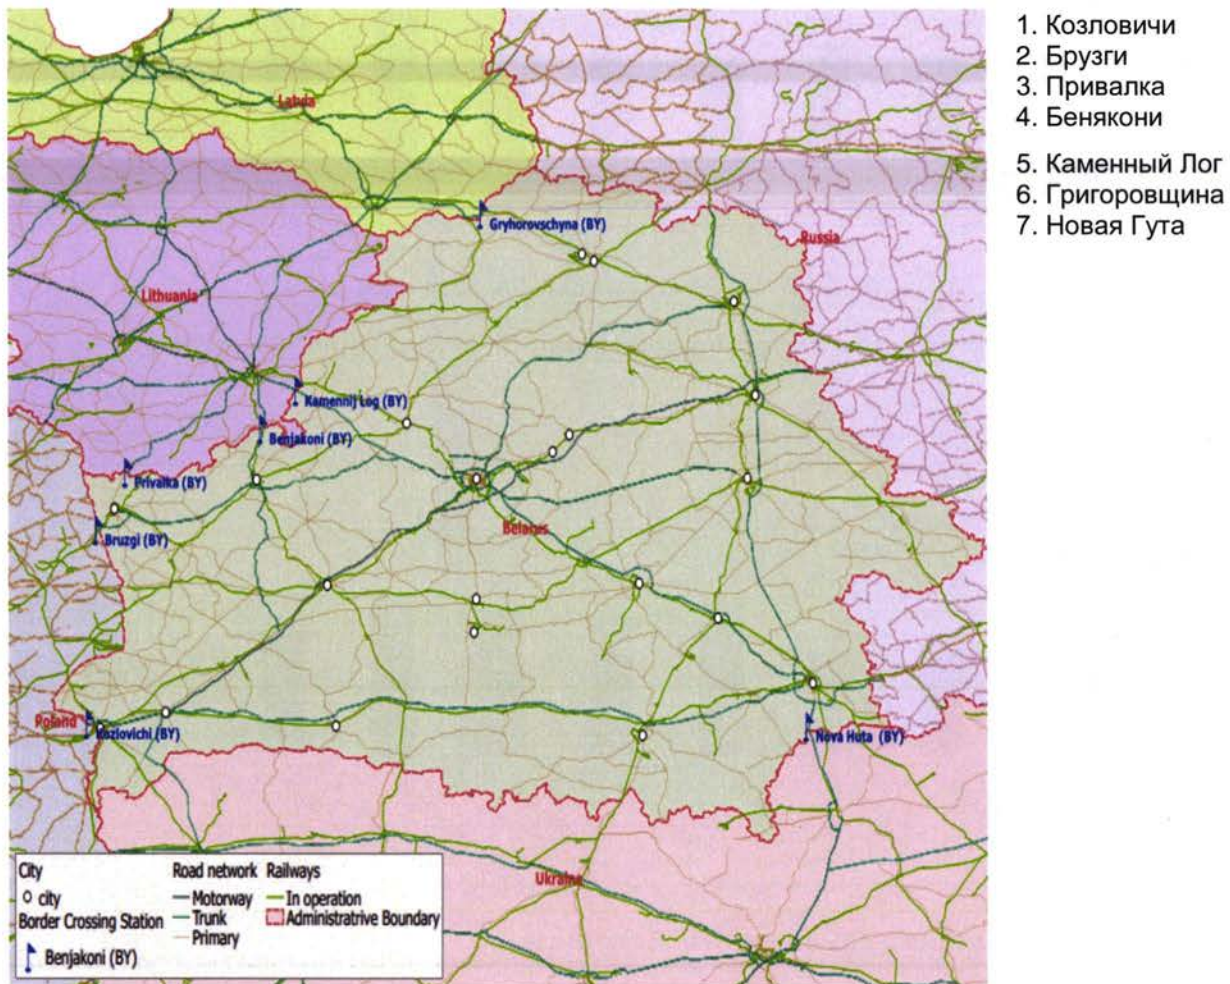 1. Козловичи
2. Брузги
3. Привалка
4. Бенякони
5. Каменный Лог
6. Григоровщина
7. Новая Гута
Latvia
Gryhorovschyna (BY)
Russia
Lithuania
Kamennij Log (BY)
Benjakoni (BY)
Privalka (BY)
Bruzgi (BY)
Belarus
Poland
Kozlovichi (BY)
Nova Huta (BY)
Ukraine
City
city
Border Crossing Station
Benjakoni (BY)
Road network
Motorway
Trunk
Primary
Railways
In operation
Administratrive Boundary